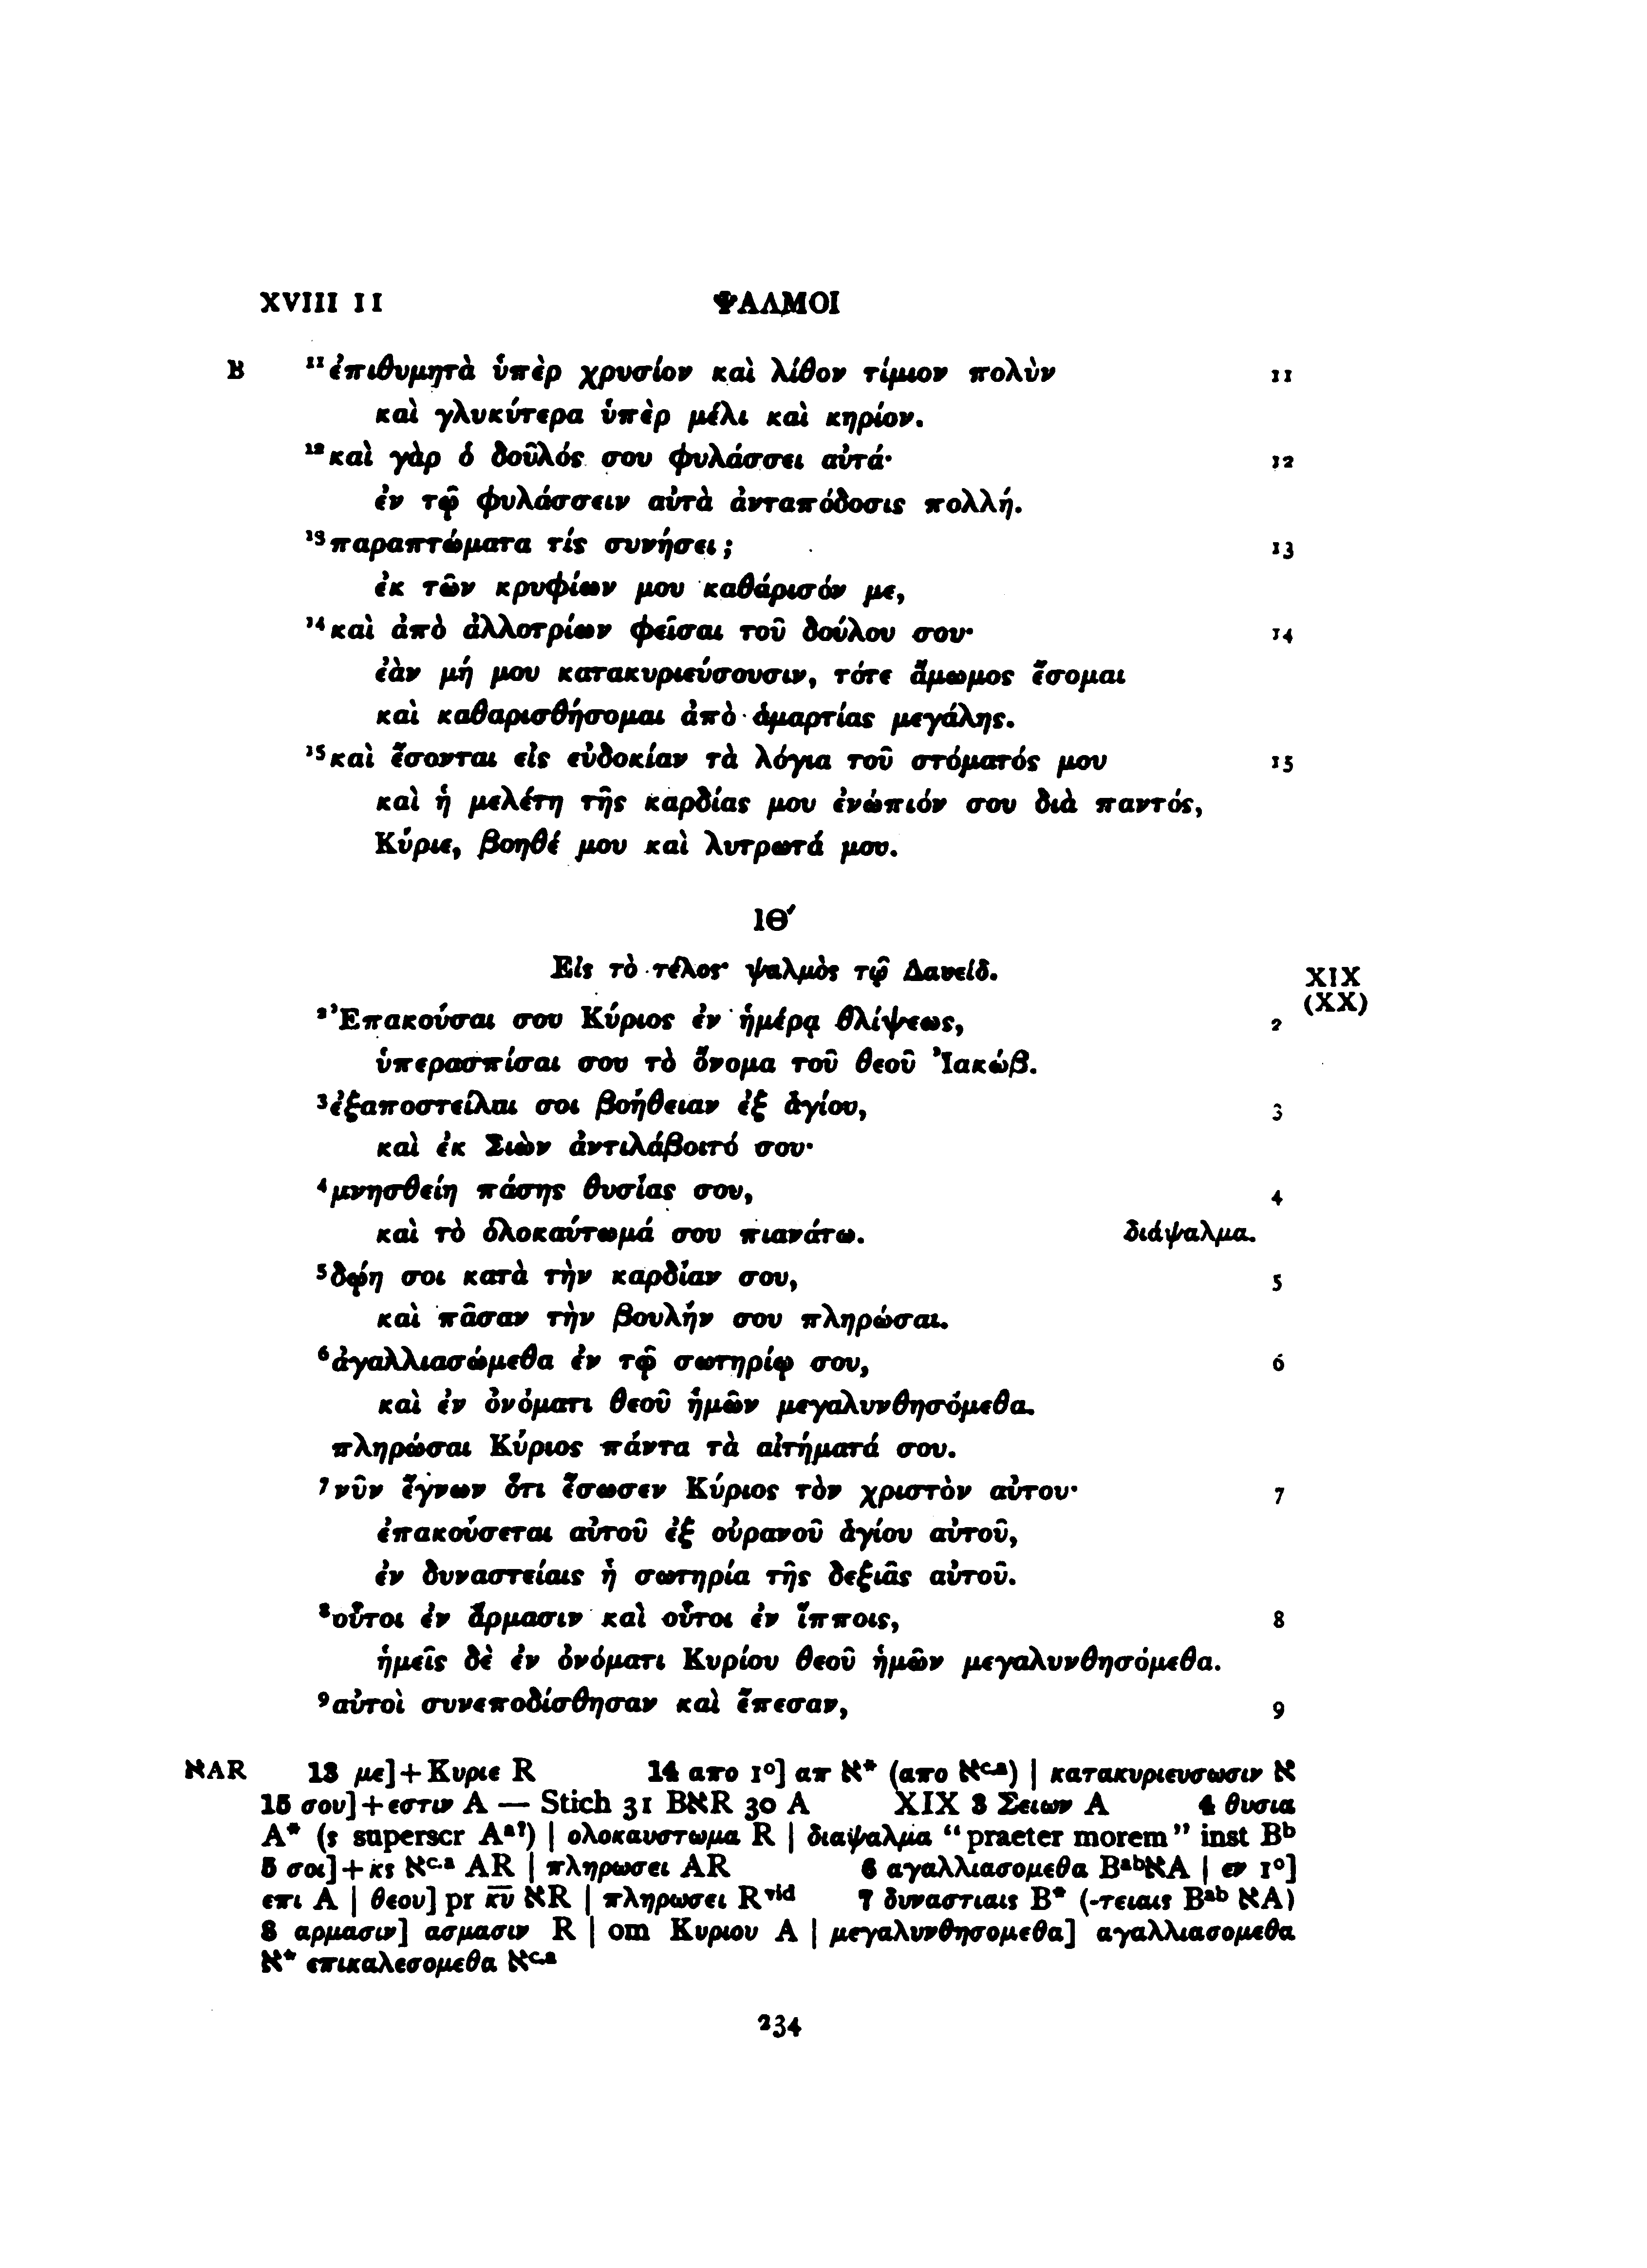 XVIII 11 ΨΑΛΜΟΙ
B ¹¹ἐπιθυμητὰ ὑπὲρ χρυσίον καὶ λίθον τίμιον πολὺν 11
καὶ γλυκύτερα ὑπὲρ μέλι καὶ κηρίον.
¹²καὶ γὰρ ὁ δοῦλός σου φυλάσσει αὐτά· 12
ἐν τῷ φυλάσσειν αὐτὰ ἀνταπόδοσις πολλή.
¹³παραπτώματα τίς συνήσει; 13
ἐκ τῶν κρυφίων μου καθάρισόν με,
¹⁴καὶ ἀπὸ ἀλλοτρίων φεῖσαι τοῦ δούλου σου· 14
ἐὰν μή μου κατακυριεύσουσιν, τότε ἄμωμος ἔσομαι
καὶ καθαρισθήσομαι ἀπὸ ἁμαρτίας μεγάλης.
¹⁵καὶ ἔσονται εἰς εὐδοκίαν τὰ λόγια τοῦ στόματός μου 15
καὶ ἡ μελέτη τῆς καρδίας μου ἐνώπιόν σου διὰ παντός,
Κύριε, βοηθέ μου καὶ λυτρωτά μου.
ΙΘʹ
Εἰς τὸ τέλος· ψαλμὸς τῷ Δαυείδ. XIX
(XX)
²Ἐπακούσαι σου Κύριος ἐν ἡμέρᾳ θλίψεως, 2
ὑπερασπίσαι σου τὸ ὄνομα τοῦ θεοῦ Ἰακώβ.
³ἐξαποστείλαι σοι βοήθειαν ἐξ ἁγίου, 3
καὶ ἐκ Σιὼν ἀντιλάβοιτό σου·
⁴μνησθείη πάσης θυσίας σου, 4
καὶ τὸ ὁλοκαύτωμά σου πιανάτω. διάψαλμα.
⁵δῴη σοι κατὰ τὴν καρδίαν σου, 5
καὶ πᾶσαν τὴν βουλήν σου πληρώσαι.
⁶ἀγαλλιασώμεθα ἐν τῷ σωτηρίῳ σου, 6
καὶ ἐν ὀνόματι θεοῦ ἡμῶν μεγαλυνθησόμεθα.
πληρώσαι Κύριος πάντα τὰ αἰτήματά σου.
⁷νῦν ἔγνων ὅτι ἔσωσεν Κύριος τὸν χριστὸν αὐτου· 7
ἐπακούσεται αὐτοῦ ἐξ οὐρανοῦ ἁγίου αὐτοῦ,
ἐν δυναστείαις ἡ σωτηρία τῆς δεξιᾶς αὐτοῦ.
⁸οὗτοι ἐν ἅρμασιν καὶ οὗτοι ἐν ἵπποις, 8
ἡμεῖς δὲ ἐν ὀνόματι Κυρίου θεοῦ ἡμῶν μεγαλυνθησόμεθα.
⁹αὐτοὶ συνεποδίσθησαν καὶ ἔπεσαν, 9
ℵAR 13 με]+Κυριε R 14 απο 1°] απ ℵ* (απο ℵᶜ·ᵃ) | κατακυριευσωσιν ℵ
15 σου]+εστιν A — Stich 31 BℵR 30 A XIX 3 Σειων A 4 θυσια
A* (ς superscr Aᵃ?) | ολοκαυστωμα R | διαψαλμα “praeter morem” inst Bᵇ
5 σοι]+κς ℵᶜ·ᵃ AR | πληρωσει AR 6 αγαλλιασομεθα BᵃᵇℵA | εν 1°]
επι A | θεου] pr κ̅υ̅ ℵR | πληρωσει Rᵛⁱᵈ 7 δυναστιαις B* (-τειαις Bᵃᵇ ℵA)
8 αρμασιν] ασμασιν R | om Κυριου A | μεγαλυνθησομεθα] αγαλλιασομεθα
ℵ* επικαλεσομεθα ℵᶜ·ᵃ
234